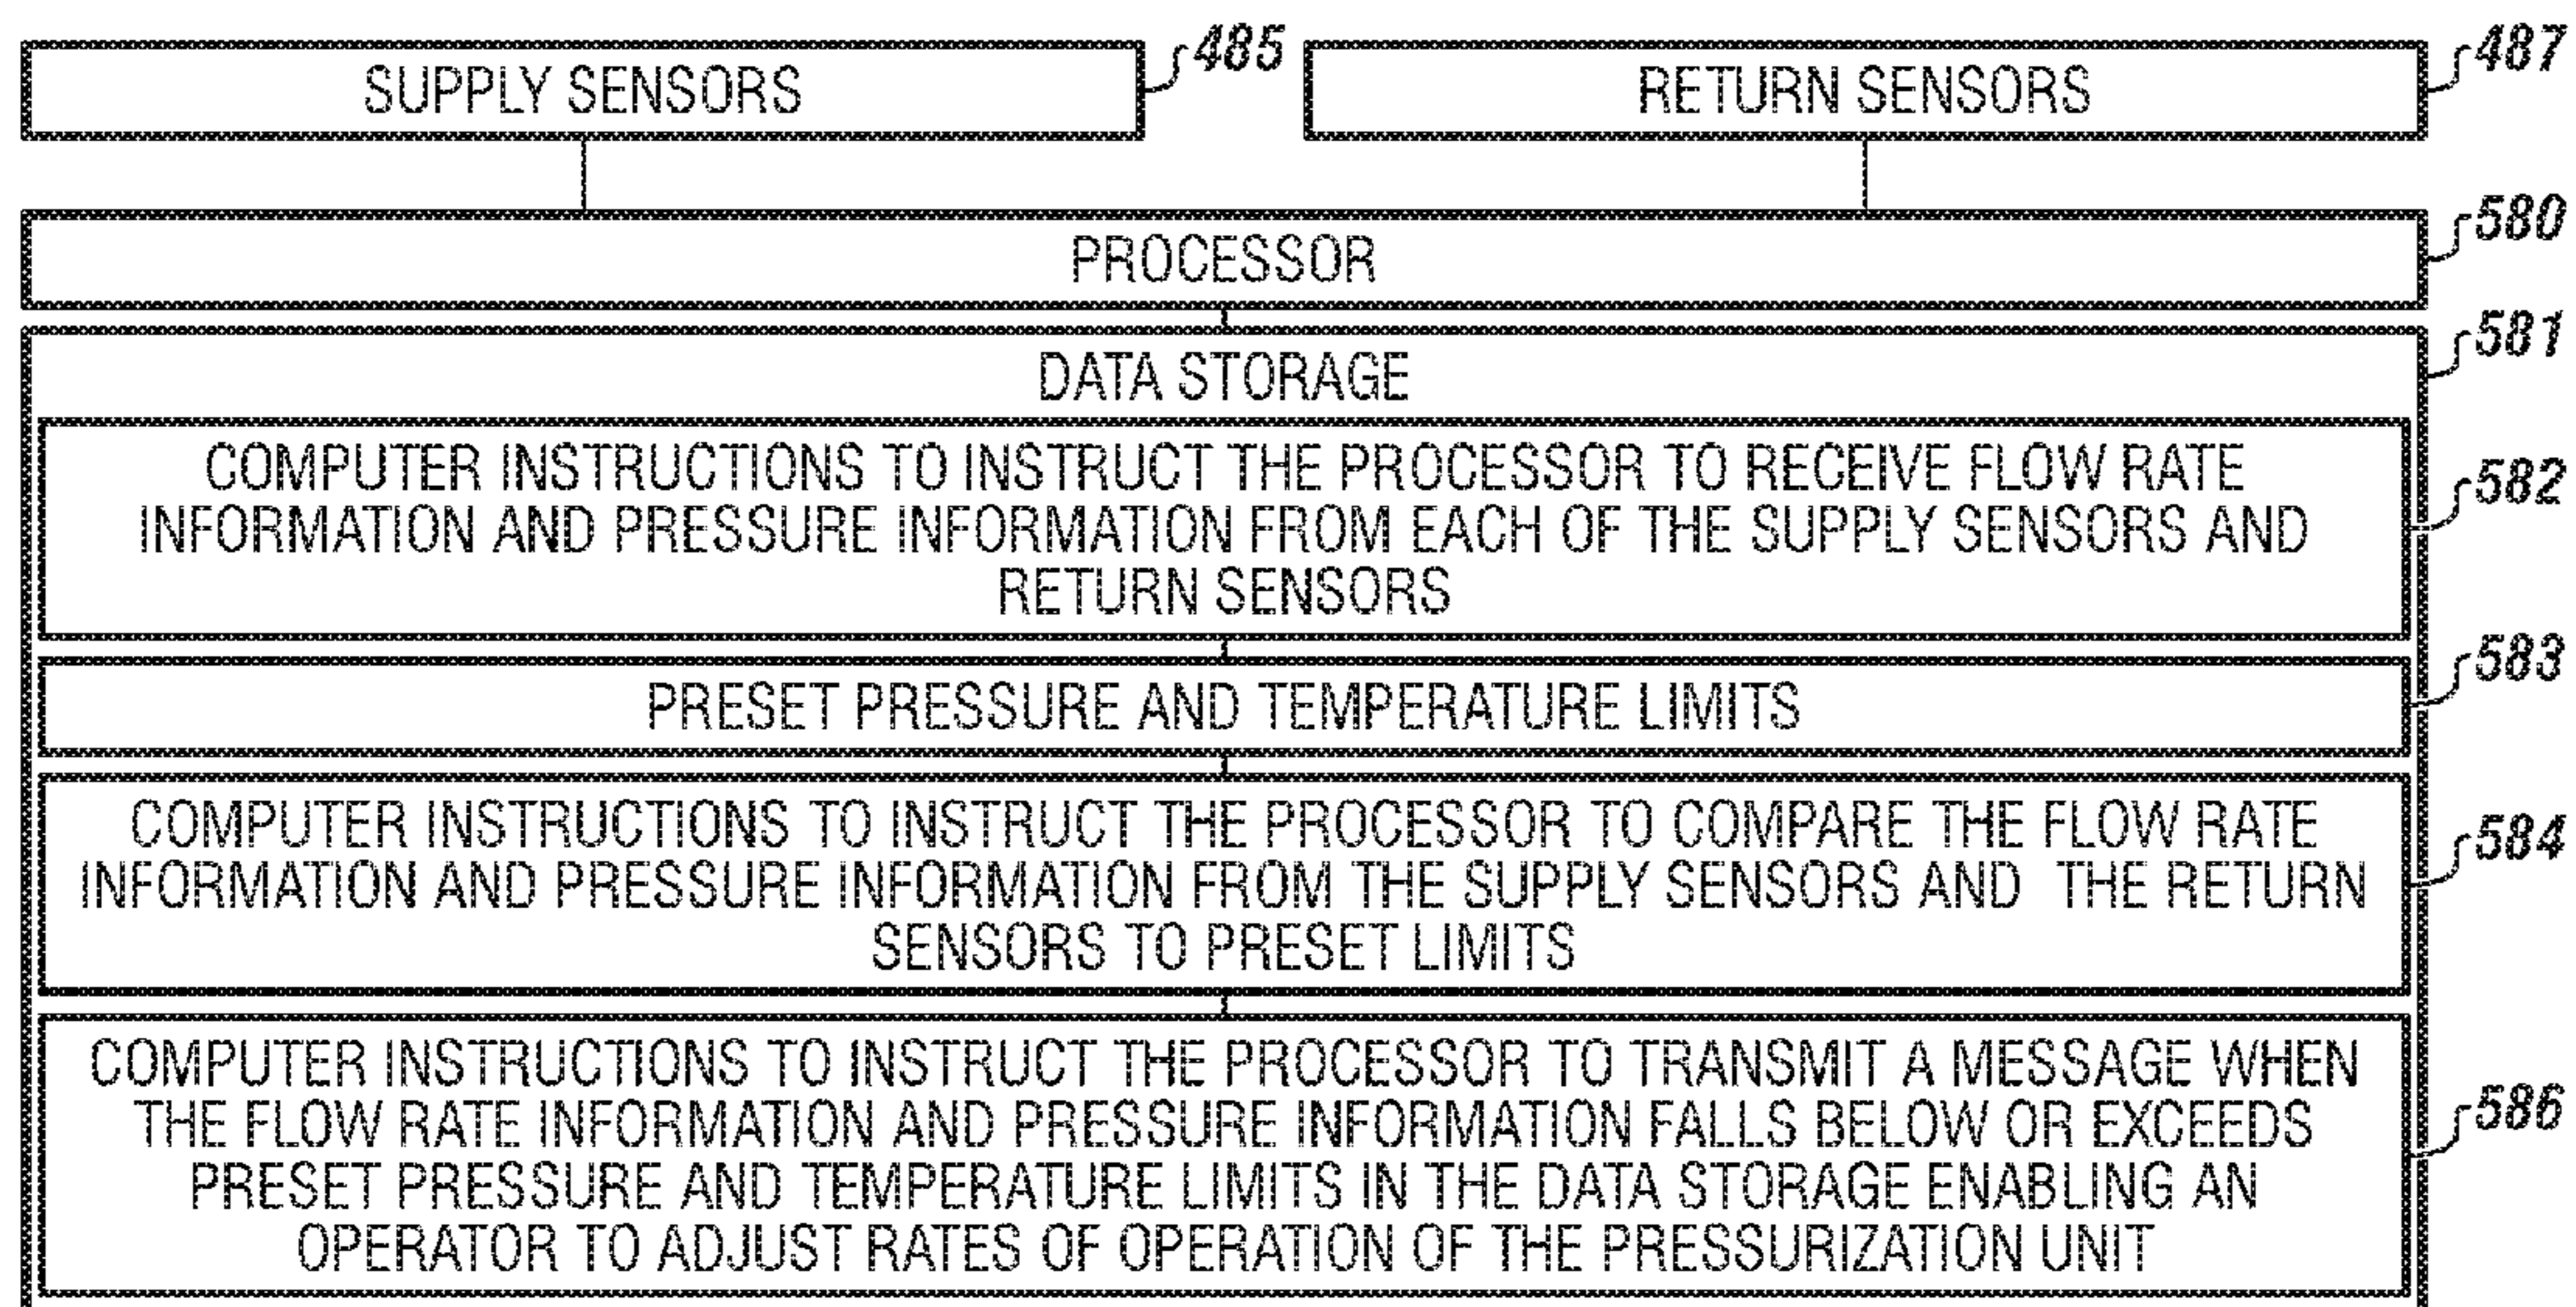 SUPPLY SENSORS 485 RETURN SENSORS 487
PROCESSOR 580
DATA STORAGE 581
COMPUTER INSTRUCTIONS TO INSTRUCT THE PROCESSOR TO RECEIVE FLOW RATE
INFORMATION AND PRESSURE INFORMATION FROM EACH OF THE SUPPLY SENSORS AND
RETURN SENSORS
582
PRESET PRESSURE AND TEMPERATURE LIMITS 583
COMPUTER INSTRUCTIONS TO INSTRUCT THE PROCESSOR TO COMPARE THE FLOW RATE
INFORMATION AND PRESSURE INFORMATION FROM THE SUPPLY SENSORS AND THE RETURN
SENSORS TO PRESET LIMITS
584
COMPUTER INSTRUCTIONS TO INSTRUCT THE PROCESSOR TO TRANSMIT A MESSAGE WHEN
THE FLOW RATE INFORMATION AND PRESSURE INFORMATION FALLS BELOW OR EXCEEDS
PRESET PRESSURE AND TEMPERATURE LIMITS IN THE DATA STORAGE ENABLING AN
OPERATOR TO ADJUST RATES OF OPERATION OF THE PRESSURIZATION UNIT
586